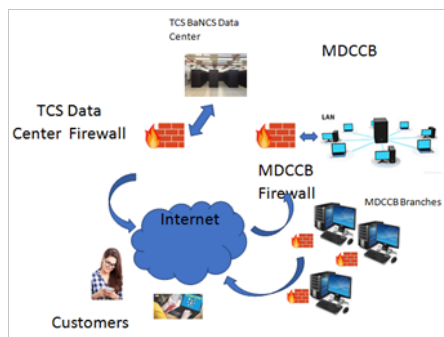 TCS BaNCS Data
Center
MDCCB
TCS Data
Center Firewall
LAN
MDCCB
Firewall
MDCCB Branches
Internet
Customers